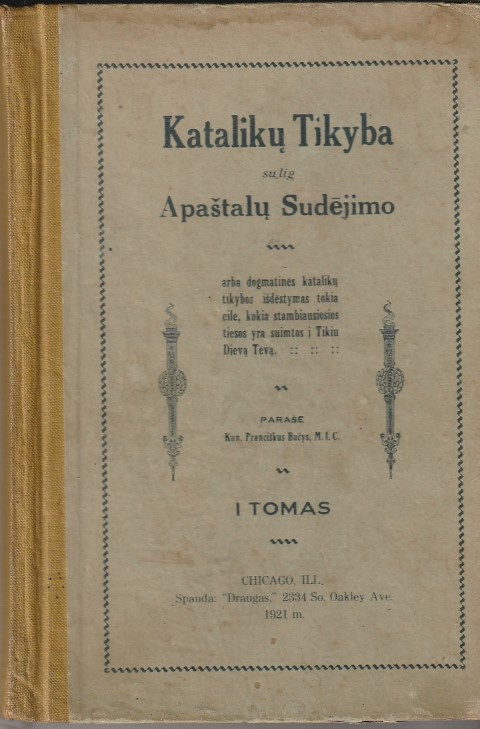 Katalikų Tikyba
sulig
Apaštalų Sudėjimo
arba dogmatinės katalikų
tikybos išdėstymas tokia
eile, kokia stambiausiosios
tiesos yra suimtos į Tikiu
Dievą Tėvą. :: :: ::
PARAŠĖ
Kun. Pranciškus Bučys, M. I. C.
I TOMAS
CHICAGO, ILL.
Spauda: "Draugas," 2334 So. Oakley Ave.
1921 m.